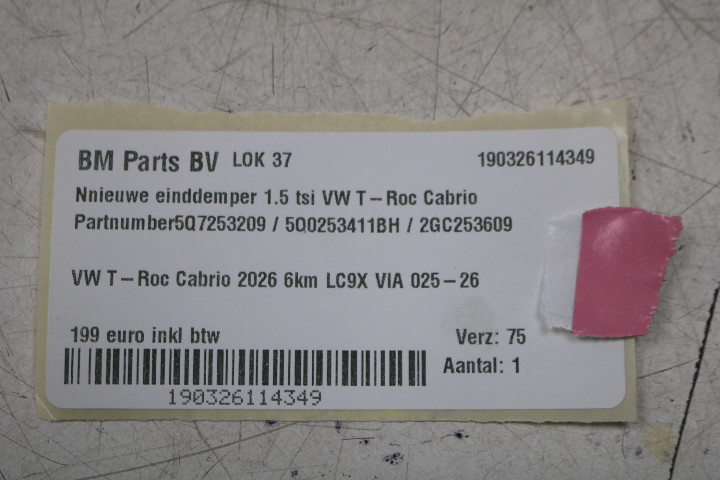 BM Parts BV LOK 37 190326114349
Nnieuwe einddemper 1.5 tsi VW T-Roc Cabrio
Partnumber5Q7253209 / 5Q0253411BH / 2GC253609
VW T-Roc Cabrio 2026 6km LC9X VIA 025-26
199 euro inkl btw Verz: 75
Aantal: 1
190326114349